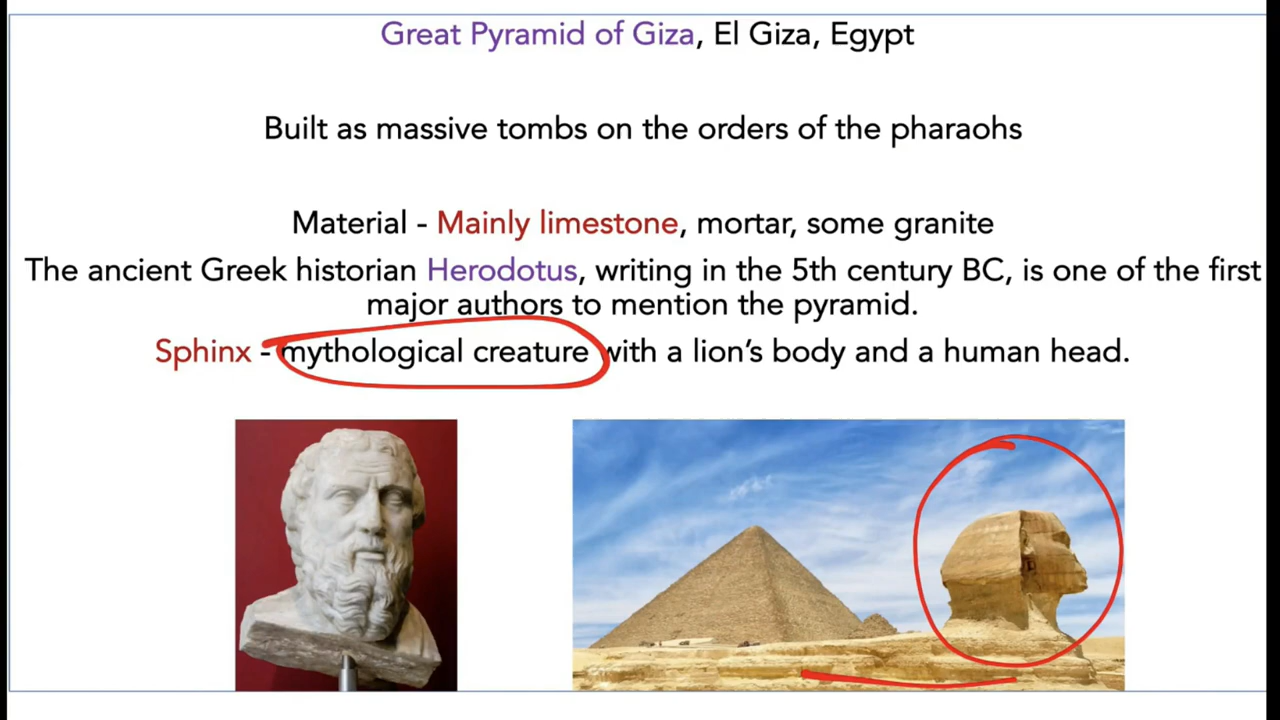 Great Pyramid of Giza, El Giza, Egypt
Built as massive tombs on the orders of the pharaohs
Material - Mainly limestone, mortar, some granite
The ancient Greek historian Herodotus, writing in the 5th century BC, is one of the first
major authors to mention the pyramid.
Sphinx - mythological creature with a lion’s body and a human head.